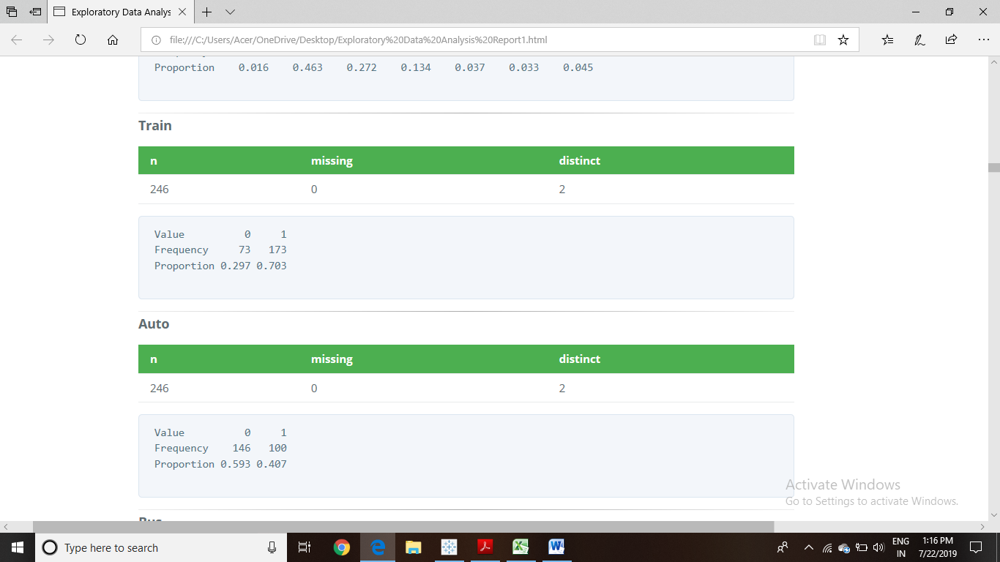 Exploratory Data Analys
file:///C:/Users/Acer/OneDrive/Desktop/Exploratory%20Data%20Analysis%20Report1.html
Proportion 0.016 0.463 0.272 0.134 0.037 0.033 0.045
Train
n missing distinct
246 0 2
Value 0 1
Frequency 73 173
Proportion 0.297 0.703
Auto
n missing distinct
246 0 2
Value 0 1
Frequency 146 100
Proportion 0.593 0.407
Activate Windows
Go to Settings to activate Windows.
Type here to search
ENG
IN
1:16 PM
7/22/2019